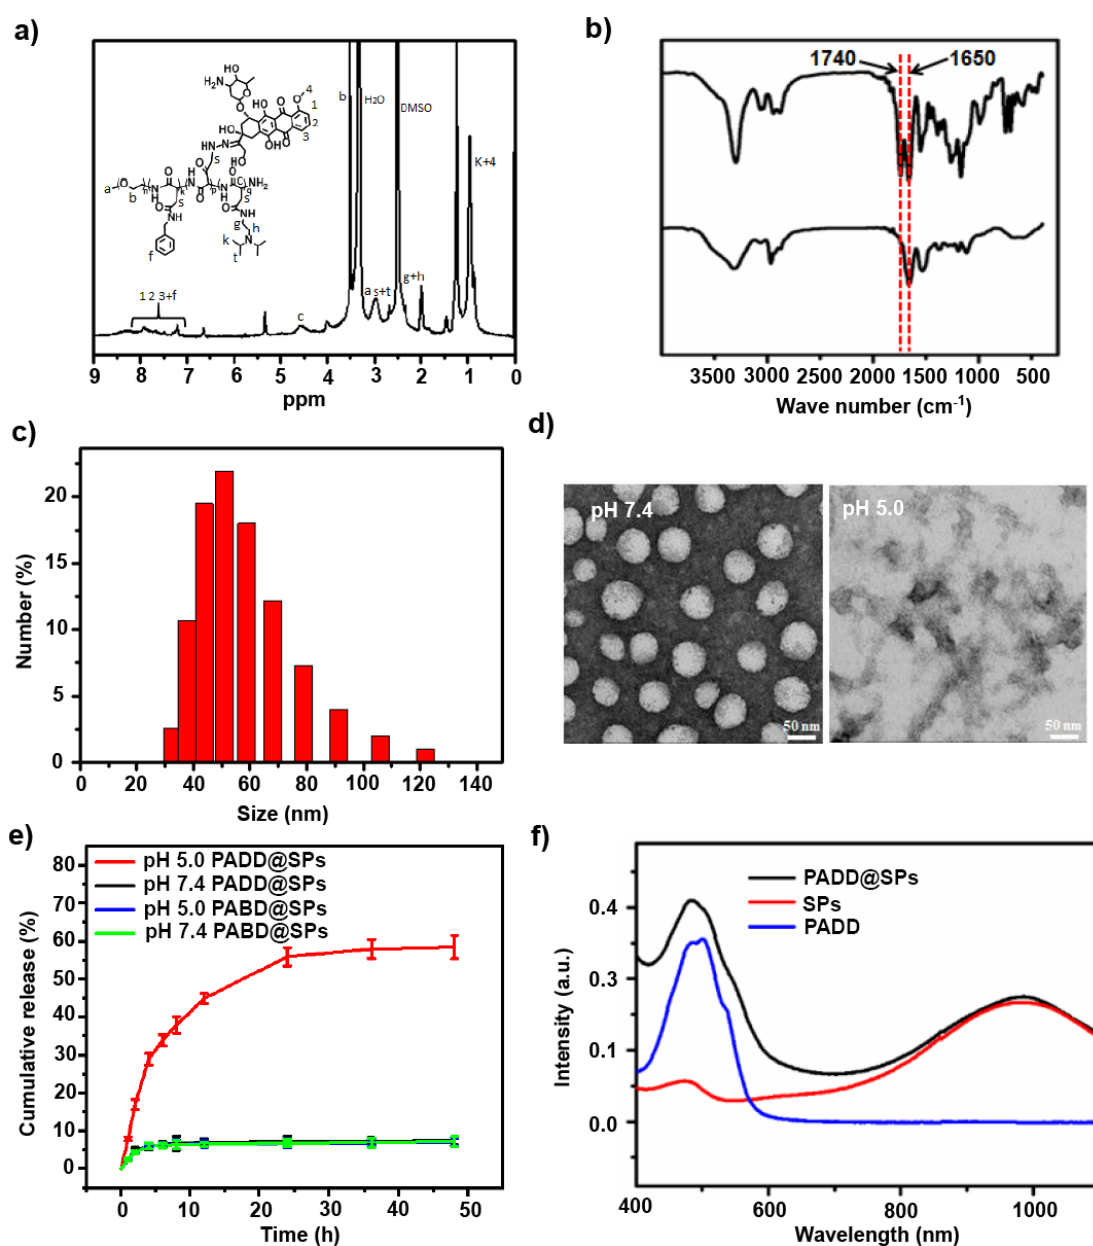 a)
H₂N
HO
OH
O 4
1
2
3
b
H₂O
DMSO
K+4
a
s+t
g+h
c
1 2 3+f
9 8 7 6 5 4 3 2 1 0
ppm
b)
1740
1650
3500 3000 2500 2000 1500 1000 500
Wave number (cm⁻¹)
c)
20
15
10
5
0
Number (%)
0 20 40 60 80 100 120 140
Size (nm)
d)
pH 7.4
50 nm
pH 5.0
50 nm
e)
80
70
60
50
40
30
20
10
0
Cumulative release (%)
pH 5.0 PADD@SPs
pH 7.4 PADD@SPs
pH 5.0 PABD@SPs
pH 7.4 PABD@SPs
0 10 20 30 40 50
Time (h)
f)
PADD@SPs
SPs
PADD
0.4
0.3
0.1
0.0
Intensity (a.u.)
400 600 800 1000
Wavelength (nm)